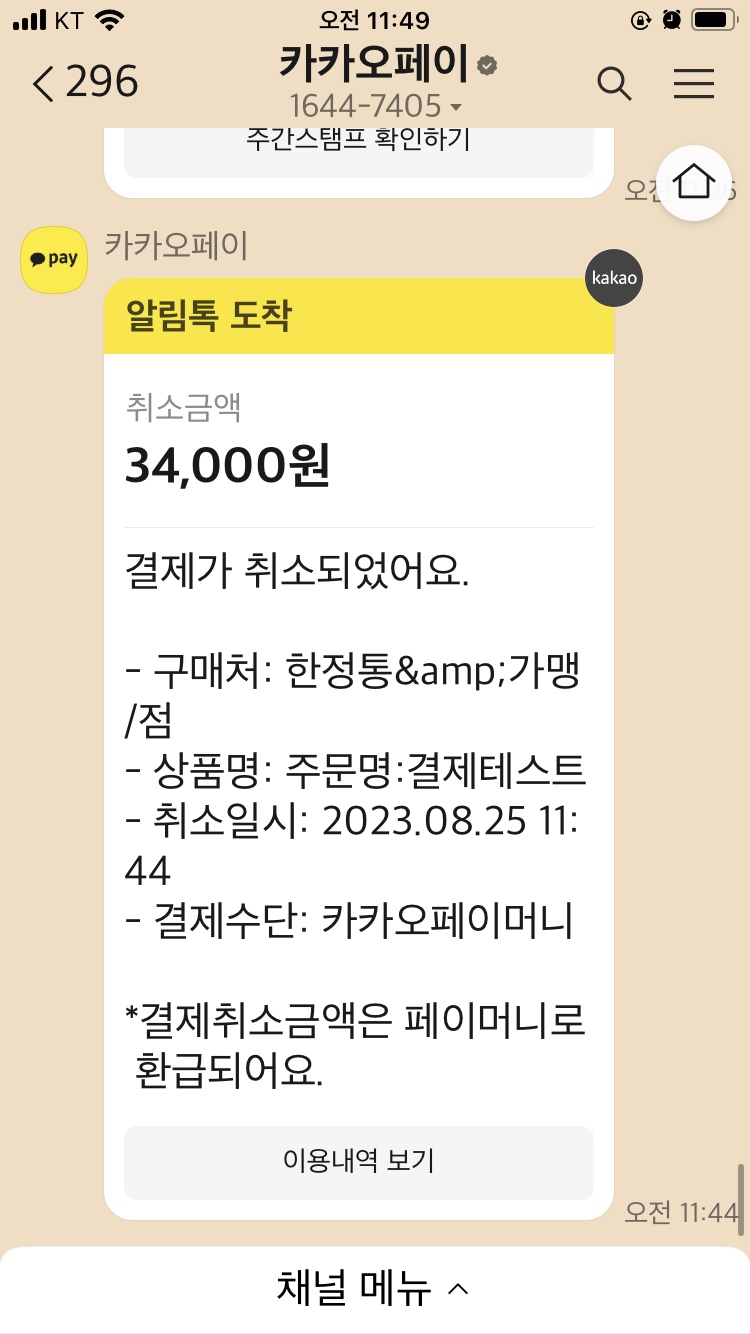 KT 오전 11:49
296 카카오페이
1644-7405
주간스탬프 확인하기
pay 카카오페이
kakao
알림톡 도착
취소금액
34,000원
결제가 취소되었어요.
- 구매처: 한정통&amp;가맹
/점
- 상품명: 주문명:결제테스트
- 취소일시: 2023.08.25 11:
44
- 결제수단: 카카오페이머니
*결제취소금액은 페이머니로
환급되어요.
이용내역 보기
오전 11:44
채널 메뉴